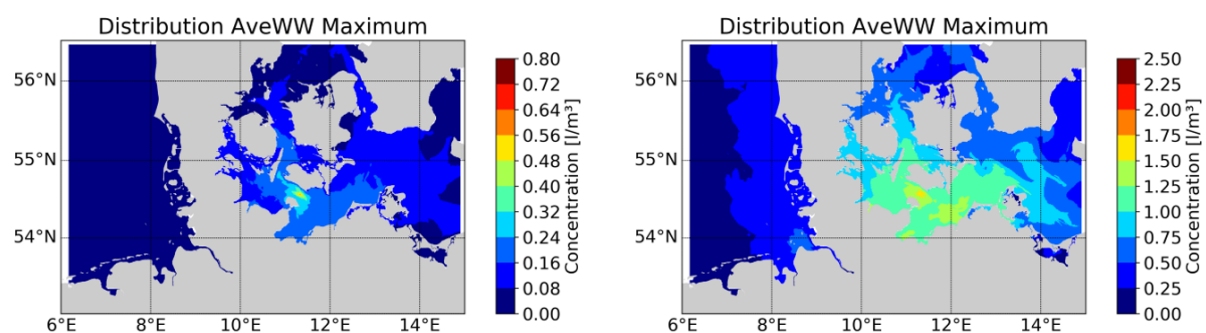 Distribution AveWW Maximum
56°N
55°N
54°N
6°E 8°E 10°E 12°E 14°E
0.80
0.72
0.64
0.56
0.48
0.40
0.32
0.24
0.16
0.08
0.00
Concentration [l/m³]
Distribution AveWW Maximum
56°N
55°N
54°N
6°E 8°E 10°E 12°E 14°E
2.50
2.25
2.00
1.75
1.50
1.25
1.00
0.75
0.50
0.25
0.00
Concentration [l/m³]